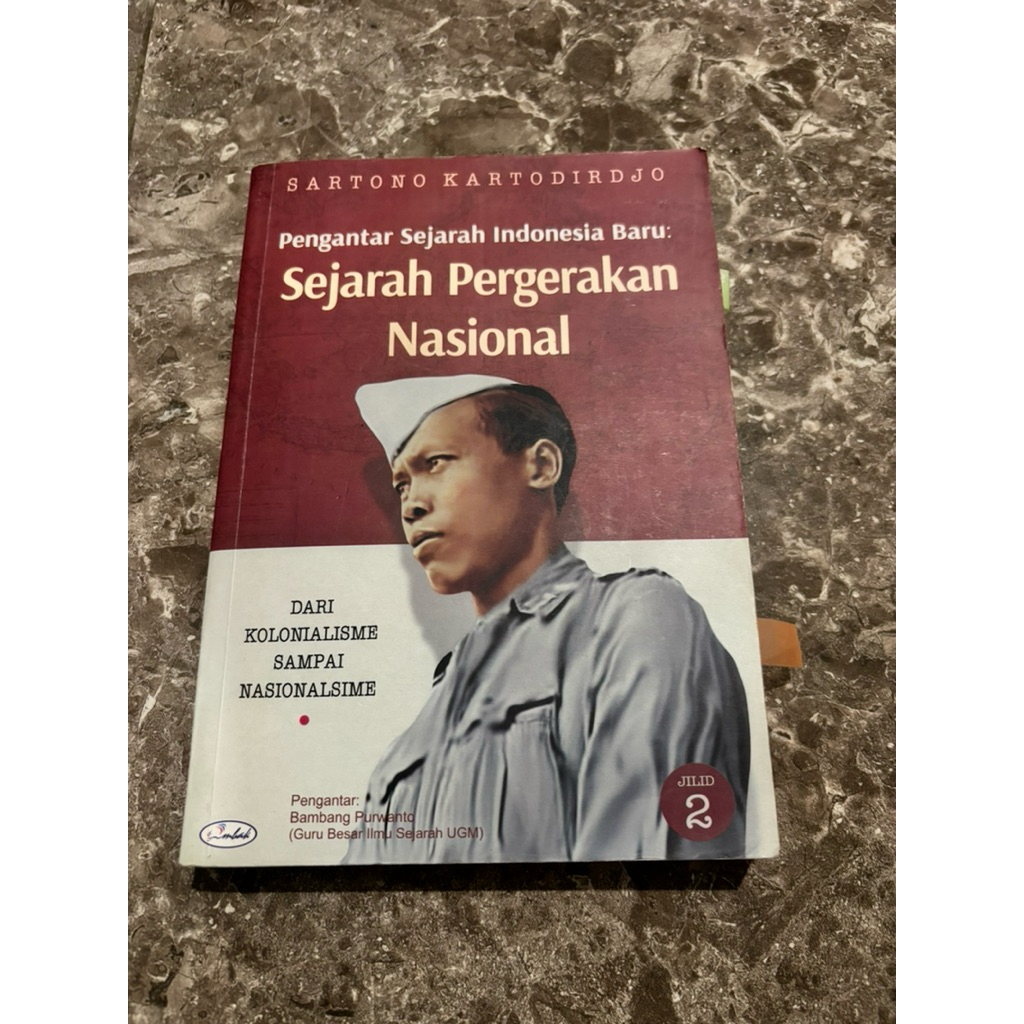 SARTONO KARTODIRDJO
Pengantar Sejarah Indonesia Baru:
Sejarah Pergerakan
Nasional
DARI
KOLONIALISME
SAMPAI
NASIONALSIME
Pengantar:
Bambang Purwanto
(Guru Besar Ilmu Sejarah UGM)
Ombak
JILID
2